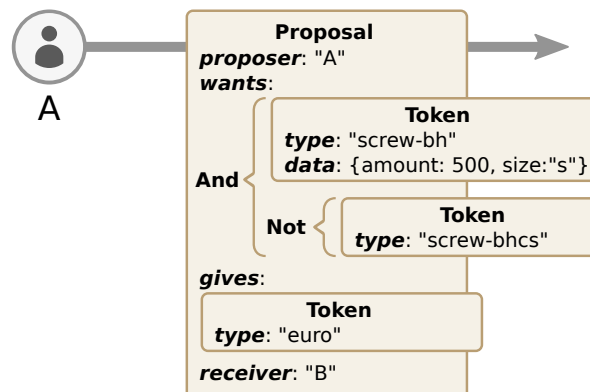 Proposal
proposer: "A"
wants:
A
Token
type: "screw-bh"
data: {amount: 500, size:"s"}
And
Token
Not
type: "screw-bhcs"
gives:
Token
type: "euro"
receiver: "B"